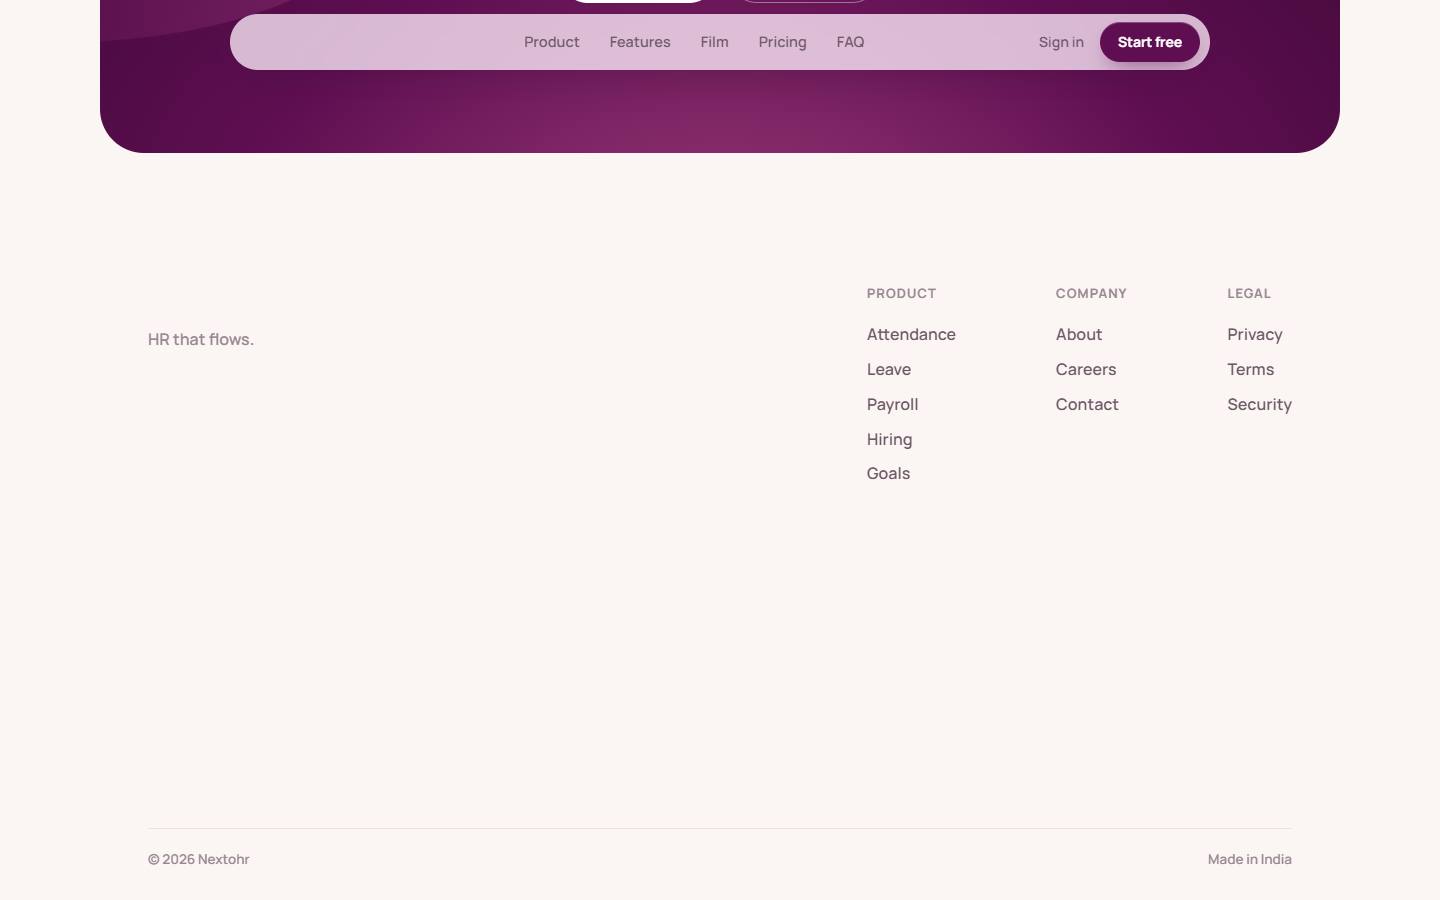 Product Features Film Pricing FAQ Sign in Start free
HR that flows.
PRODUCT
Attendance
Leave
Payroll
Hiring
Goals
COMPANY
About
Careers
Contact
LEGAL
Privacy
Terms
Security
© 2026 Nextohr
Made in India